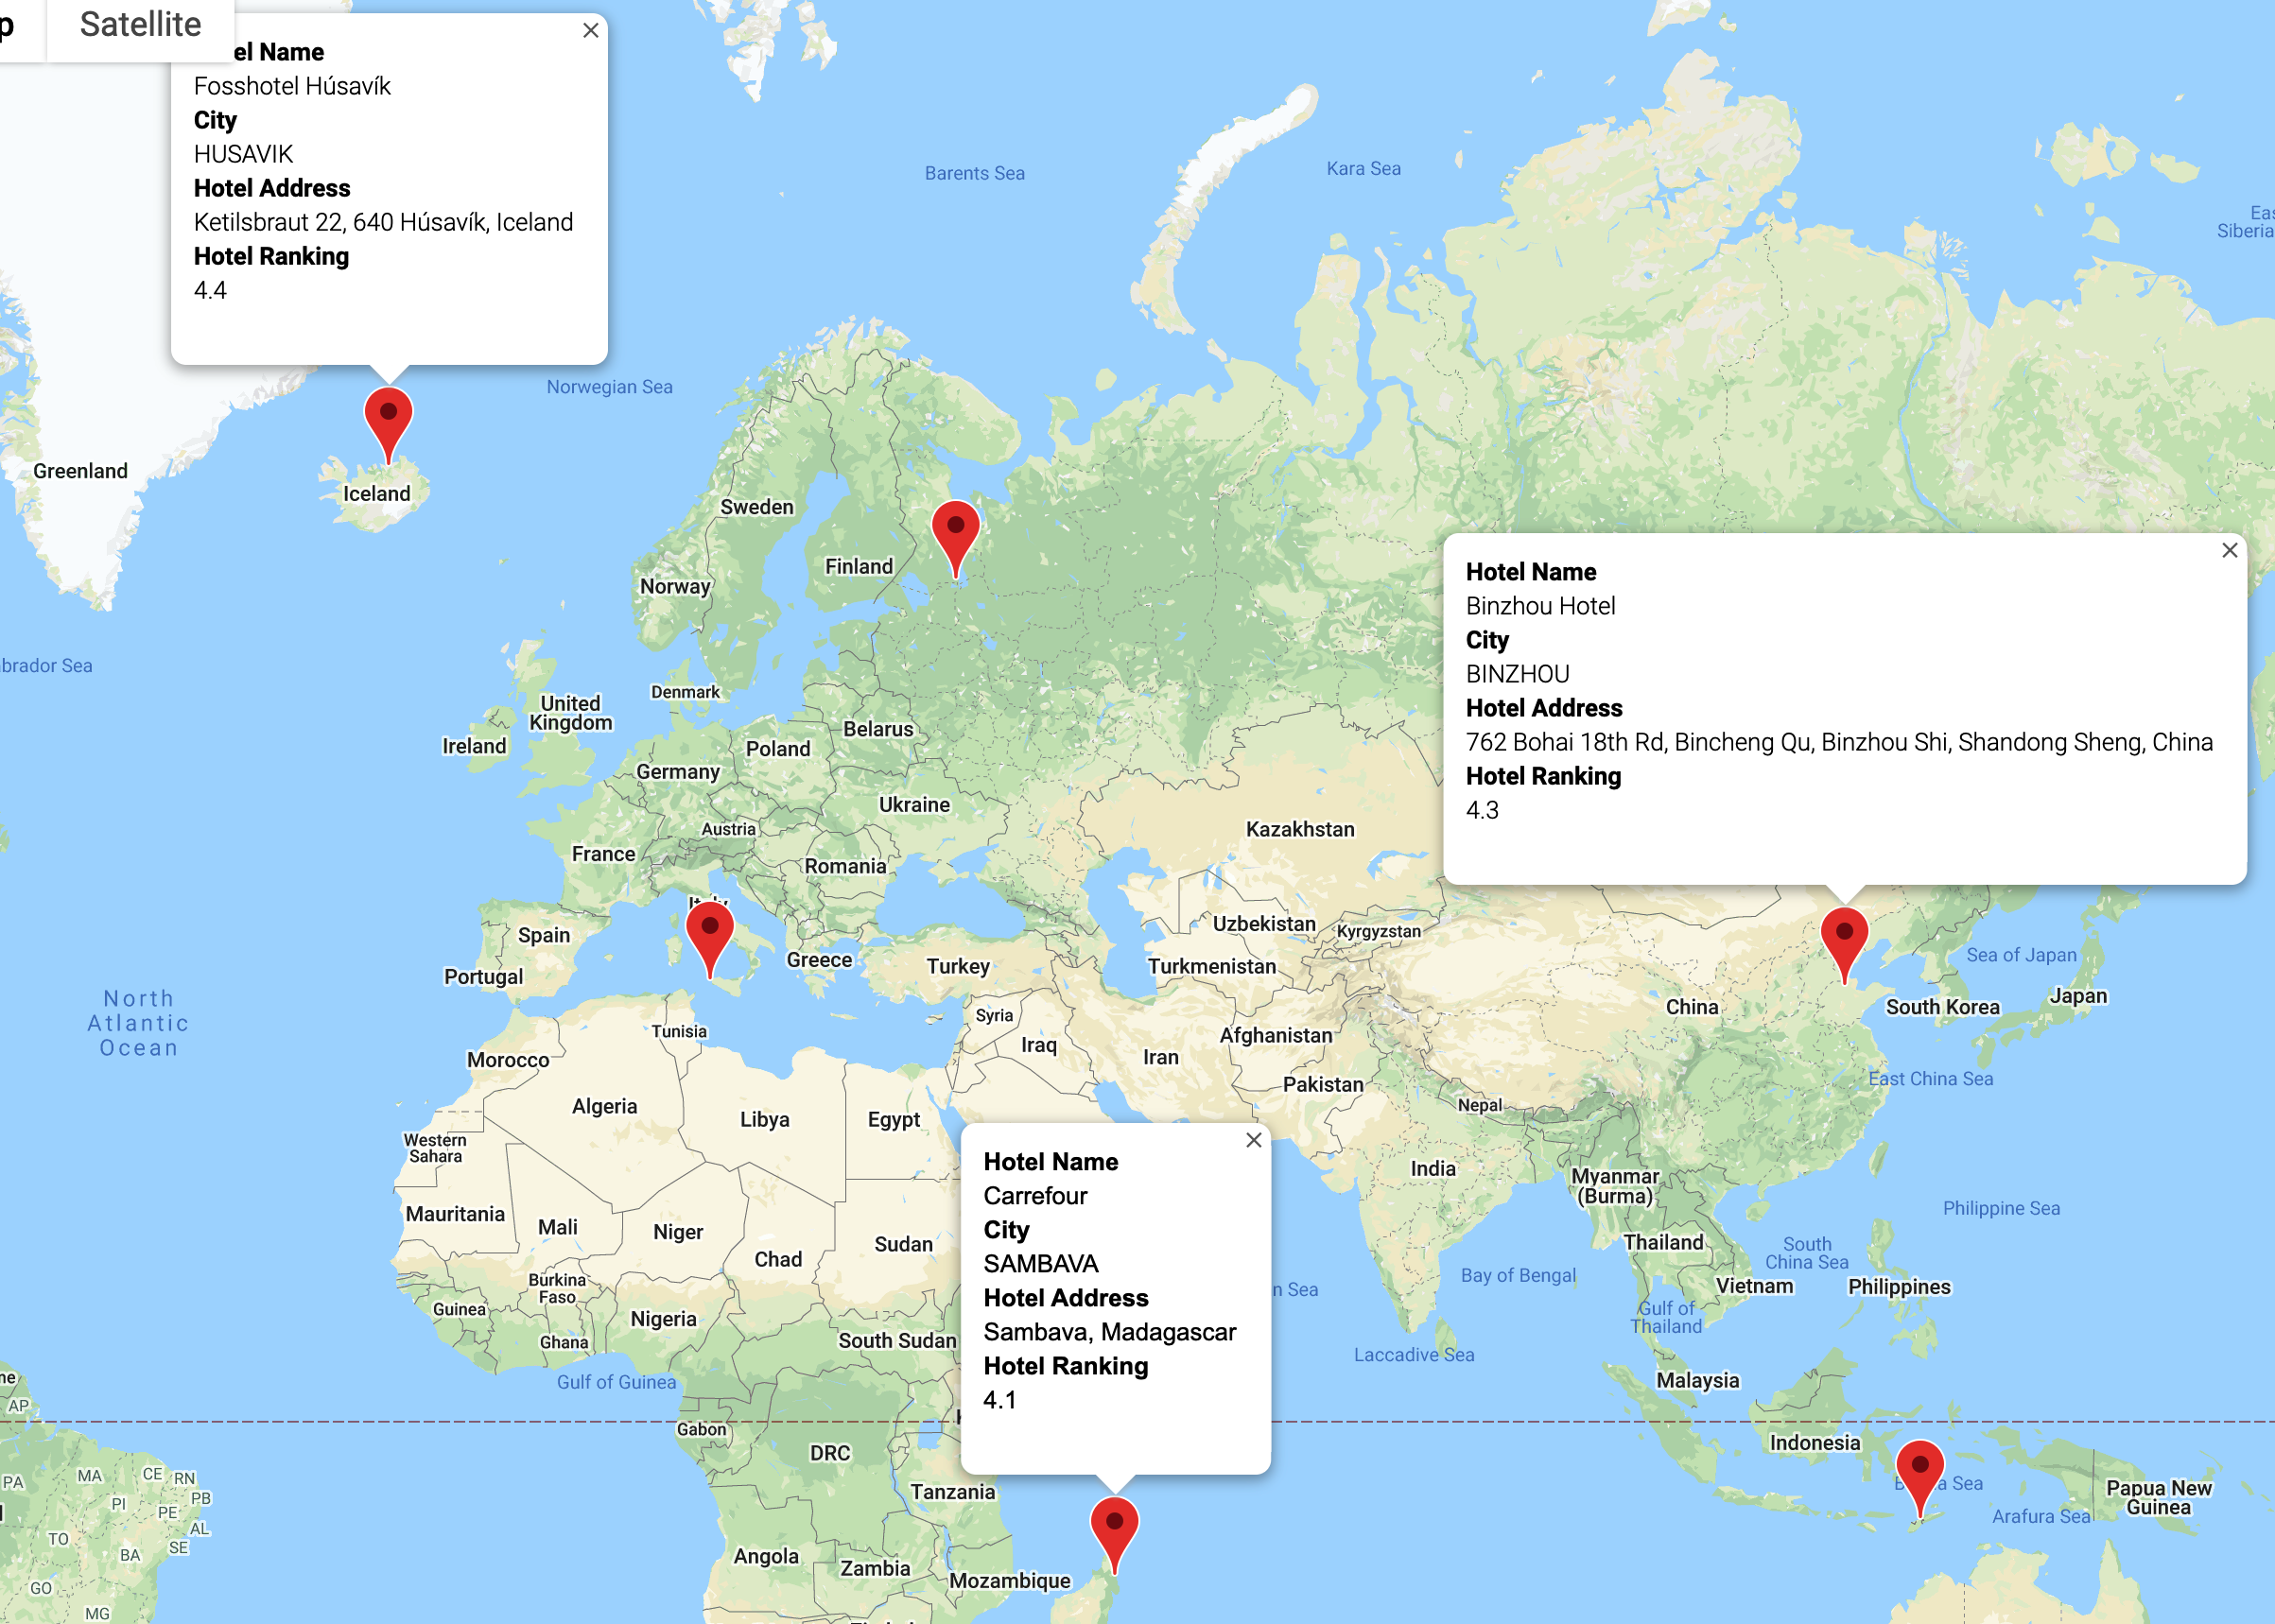 p
Satellite
el Name
Fosshotel Húsavík
City
HUSAVIK
Hotel Address
Ketilsbraut 22, 640 Húsavík, Iceland
Hotel Ranking
4.4
Barents Sea
Kara Sea
Eas
Siberia
Norwegian Sea
Greenland
Iceland
Sweden
Finland
Norway
Hotel Name
Binzhou Hotel
City
BINZHOU
Hotel Address
762 Bohai 18th Rd, Bincheng Qu, Binzhou Shi, Shandong Sheng, China
Hotel Ranking
4.3
brador Sea
Denmark
United
Kingdom
Ireland
Belarus
Poland
Germany
Ukraine
Austria
Kazakhstan
France
Romania
Italy
Uzbekistan
Kyrgyzstan
Spain
Greece
Turkey
Turkmenistan
Portugal
Sea of Japan
Japan
South Korea
China
North
Atlantic
Ocean
Syria
Tunisia
Iraq
Afghanistan
Iran
Morocco
Pakistan
East China Sea
Algeria
Libya
Egypt
Nepal
Western
Sahara
India
Myanmar
(Burma)
Mauritania
Mali
Niger
Chad
Sudan
Philippine Sea
Thailand
South
China Sea
Hotel Name
Carrefour
City
SAMBAVA
Hotel Address
Sambava, Madagascar
Hotel Ranking
4.1
n Sea
Bay of Bengal
Vietnam
Philippines
Burkina
Faso
Guinea
Ghana
Nigeria
South Sudan
Gulf of
Thailand
Laccadive Sea
Gulf of Guinea
Malaysia
ne
AP
Gabon
DRC
K
Indonesia
PA
MA
CE
RN
PI
PB
PE
TO
AL
BA
SE
GO
MG
Tanzania
B
a Sea
Papua New
Guinea
Arafura Sea
Angola
Zambia
Mozambique